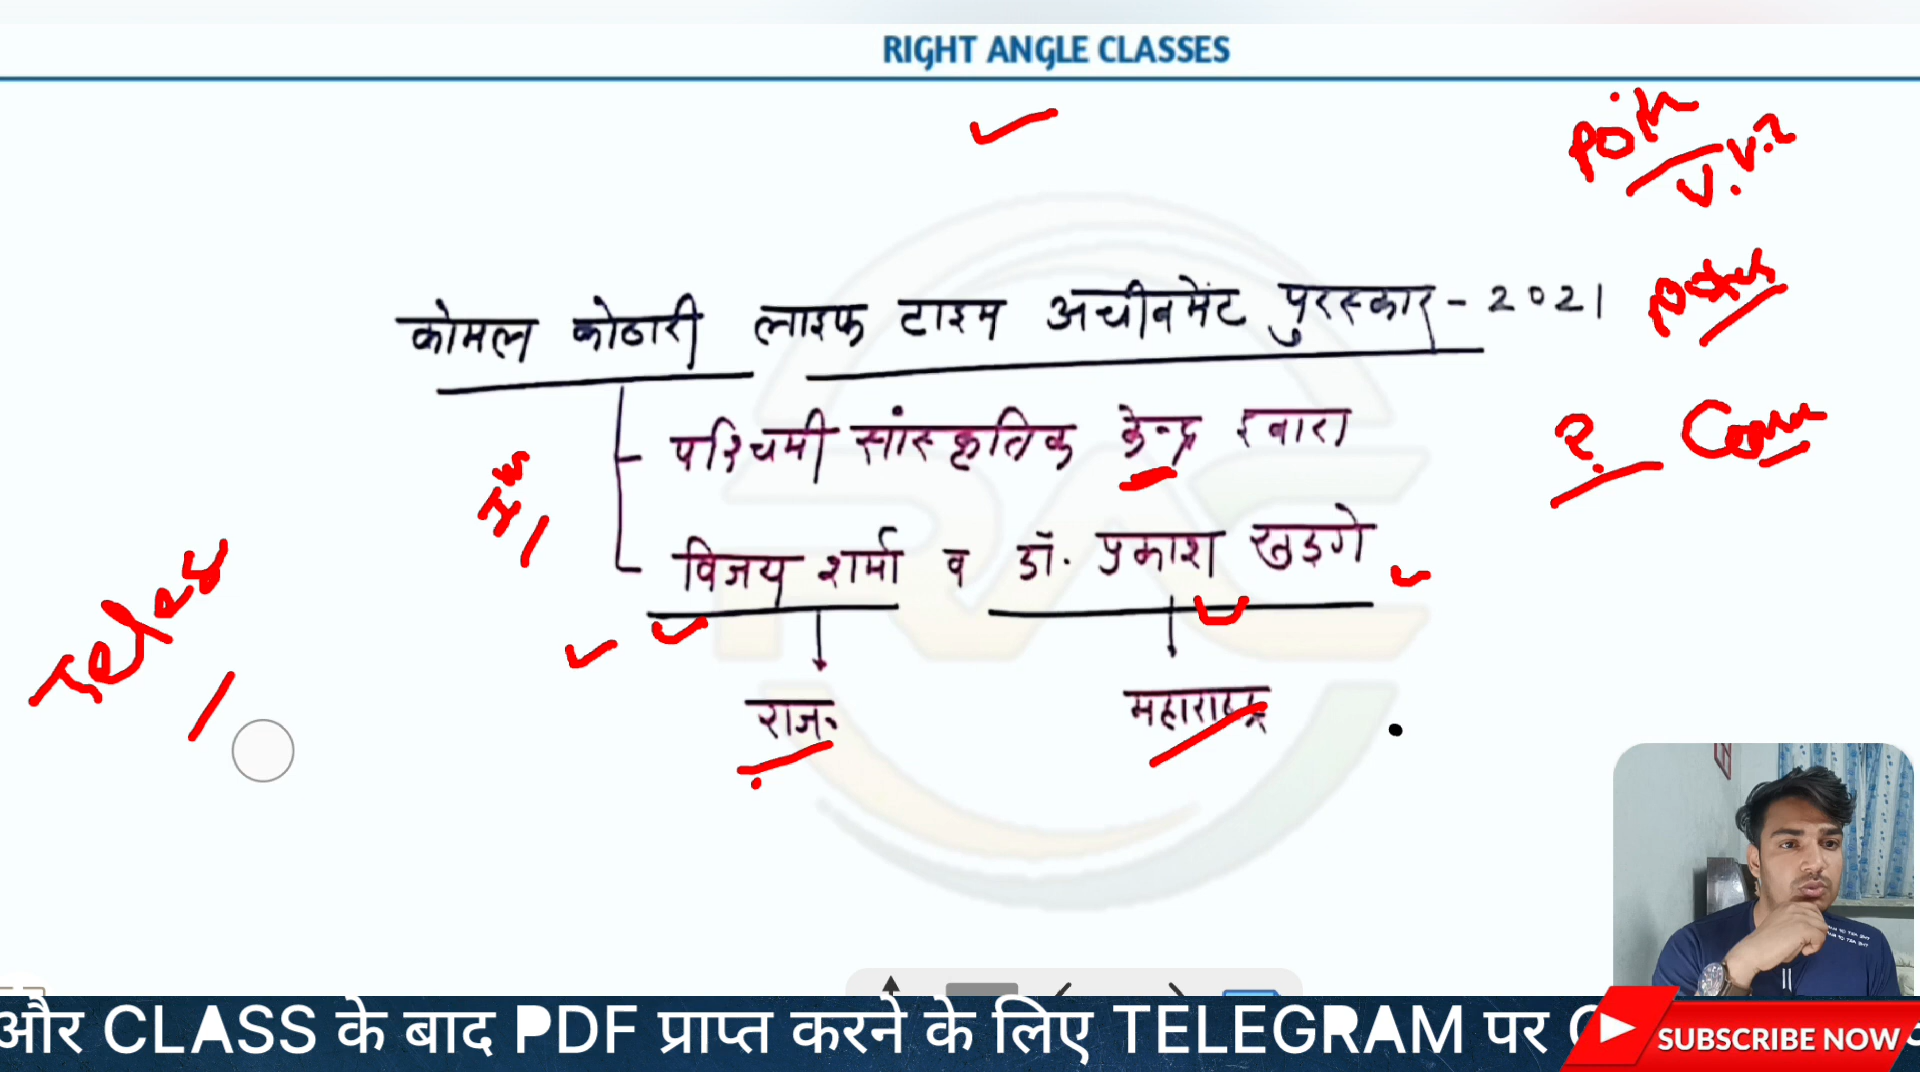 RIGHT ANGLE CLASSES
कोमल कोठारी लाइफ टाइम अचीवमेंट पुरस्कार - 2021
पश्चिमी सांस्कृतिक केन्द्र द्वारा
विजय शर्मा व डॉ. प्रकाश खड़गे
राज.
महाराष्ट्र
और CLASS के बाद PDF प्राप्त करने के लिए TELEGRAM पर
SUBSCRIBE NOW